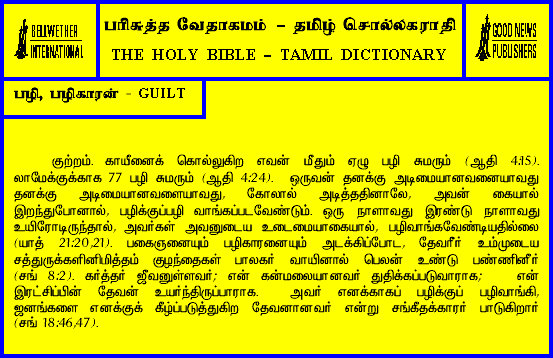 BELLWETHER
INTERNATIONAL
பரிசுத்த வேதாகமம் – தமிழ் சொல்லகராதி
THE HOLY BIBLE – TAMIL DICTIONARY
GOOD NEWS
PUBLISHERS
பழி, பழிகாரன் - GUILT
குற்றம். காயீனைக் கொல்லுகிற எவன் மீதும் ஏழு பழி சுமரும் (ஆதி 4:15).
லாமேக்குக்காக 77 பழி சுமரும் (ஆதி 4:24). ஒருவன் தனக்கு அடிமையானவனையாவது
தனக்கு அடிமையானவளையாவது, கோலால் அடித்ததினாலே, அவன் கையால்
இறந்துபோனால், பழிக்குப்பழி வாங்கப்படவேண்டும். ஒரு நாளாவது இரண்டு நாளாவது
உயிரோடிருந்தால், அவர்கள் அவனுடைய உடைமையாகையால், பழிவாங்கவேண்டியதில்லை
(யாத் 21:20,21). பகைஞனையும் பழிகாரனையும் அடக்கிப்போட, தேவரீர் உம்முடைய
சத்துருக்களினிமித்தம் குழந்தைகள் பாலகர் வாயினால் பெலன் உண்டு பண்ணினீர்
(சங் 8:2). கர்த்தர் ஜீவனுள்ளவர்; என் கன்மலையானவர் துதிக்கப்படுவாராக; என்
இரட்சிப்பின் தேவன் உயர்ந்திருப்பாராக. அவர் எனக்காகப் பழிக்குப் பழிவாங்கி,
ஜனங்களை எனக்குக் கீழ்ப்படுத்துகிற தேவனானவர் என்று சங்கீதக்காரர் பாடுகிறார்
(சங் 18:46,47).